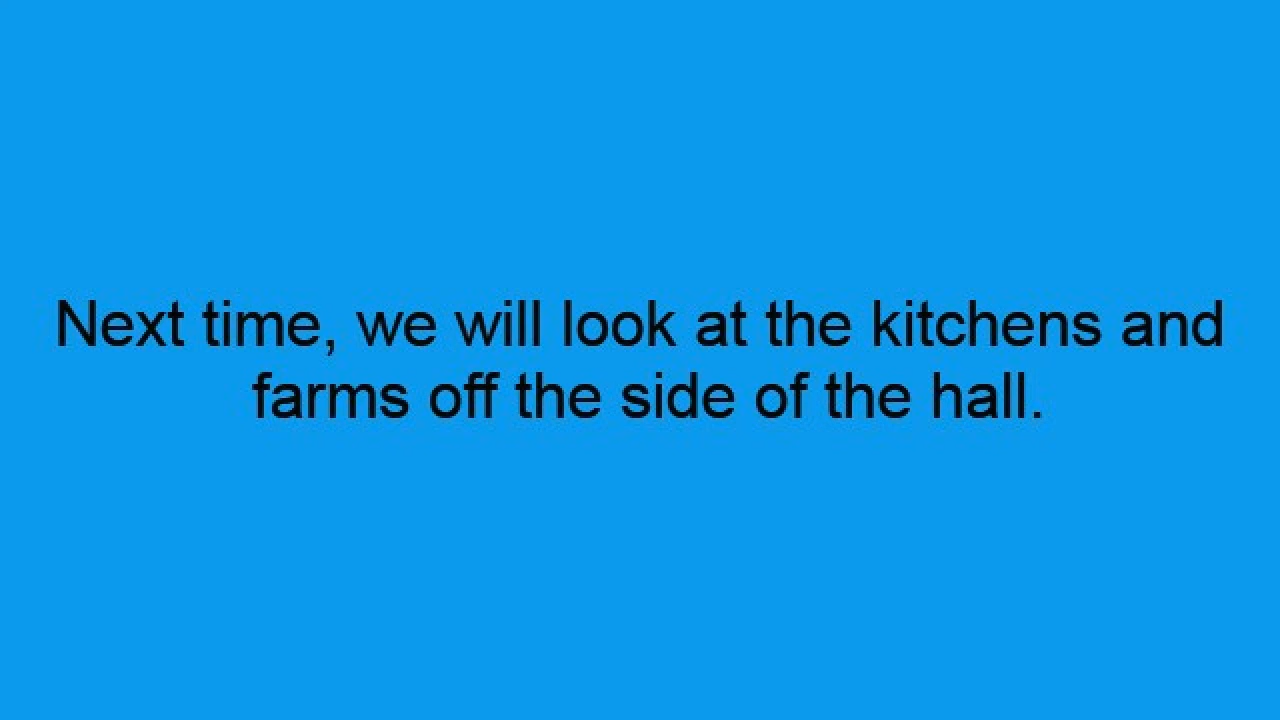 Next time, we will look at the kitchens and
farms off the side of the hall.